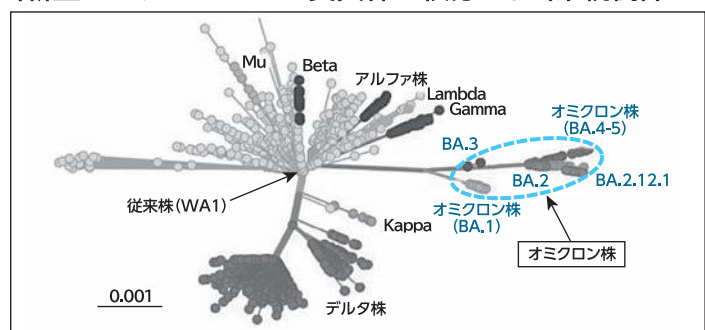 Mu
Beta
アルファ株
Lambda
Gamma
オミクロン株
(BA.4-5)
BA.3
BA.2
BA.2.12.1
従来株(WA1)
オミクロン株
(BA.1)
Kappa
オミクロン株
0.001
デルタ株